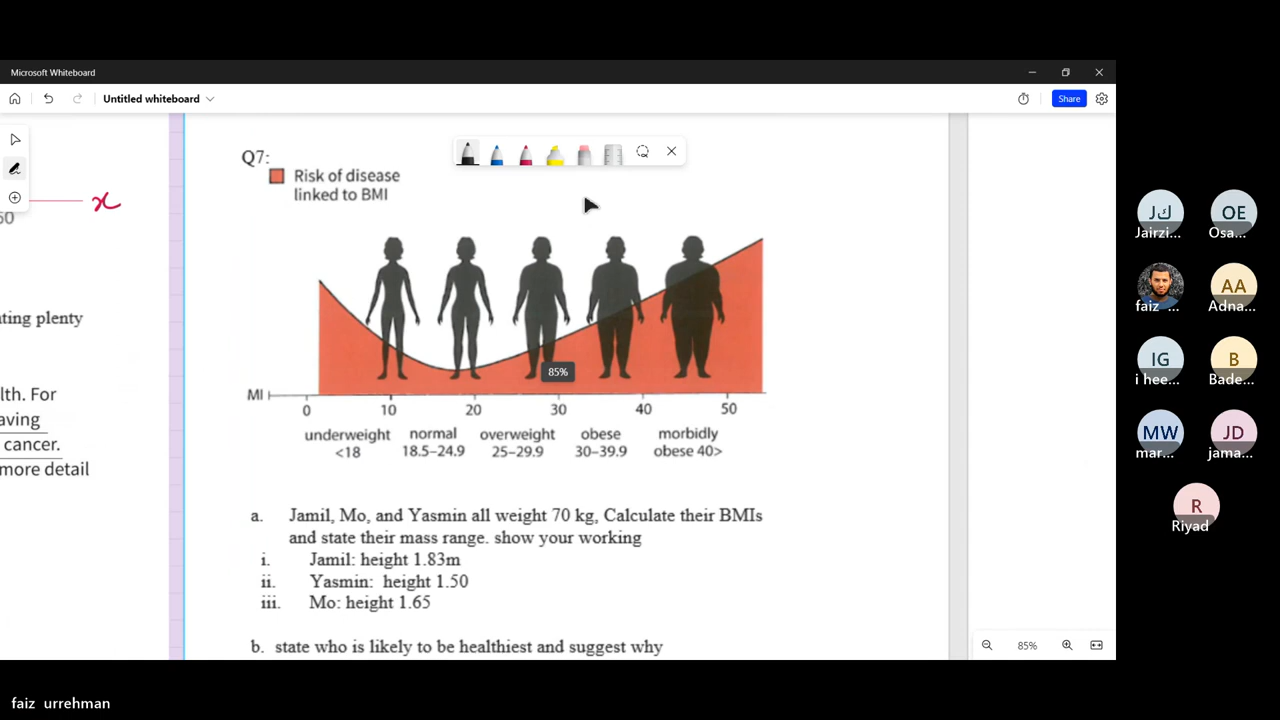 Microsoft Whiteboard
Untitled whiteboard
Share
Q7:
Risk of disease
linked to BMI
x
50
ating plenty
lth. For
aving
cancer.
more detail
85%
MI
0 10 20 30 40 50
underweight normal overweight obese morbidly
<18 18.5–24.9 25–29.9 30–39.9 obese 40>
a. Jamil, Mo, and Yasmin all weight 70 kg, Calculate their BMIs
and state their mass range. show your working
i. Jamil: height 1.83m
ii. Yasmin: height 1.50
iii. Mo: height 1.65
b. state who is likely to be healthiest and suggest why
85%
Jك OE
Jairzi... Osa...
AA
faiz ... Adna...
IG B
i hee... Bade...
MW JD
mar... jama...
R
Riyad
faiz urrehman